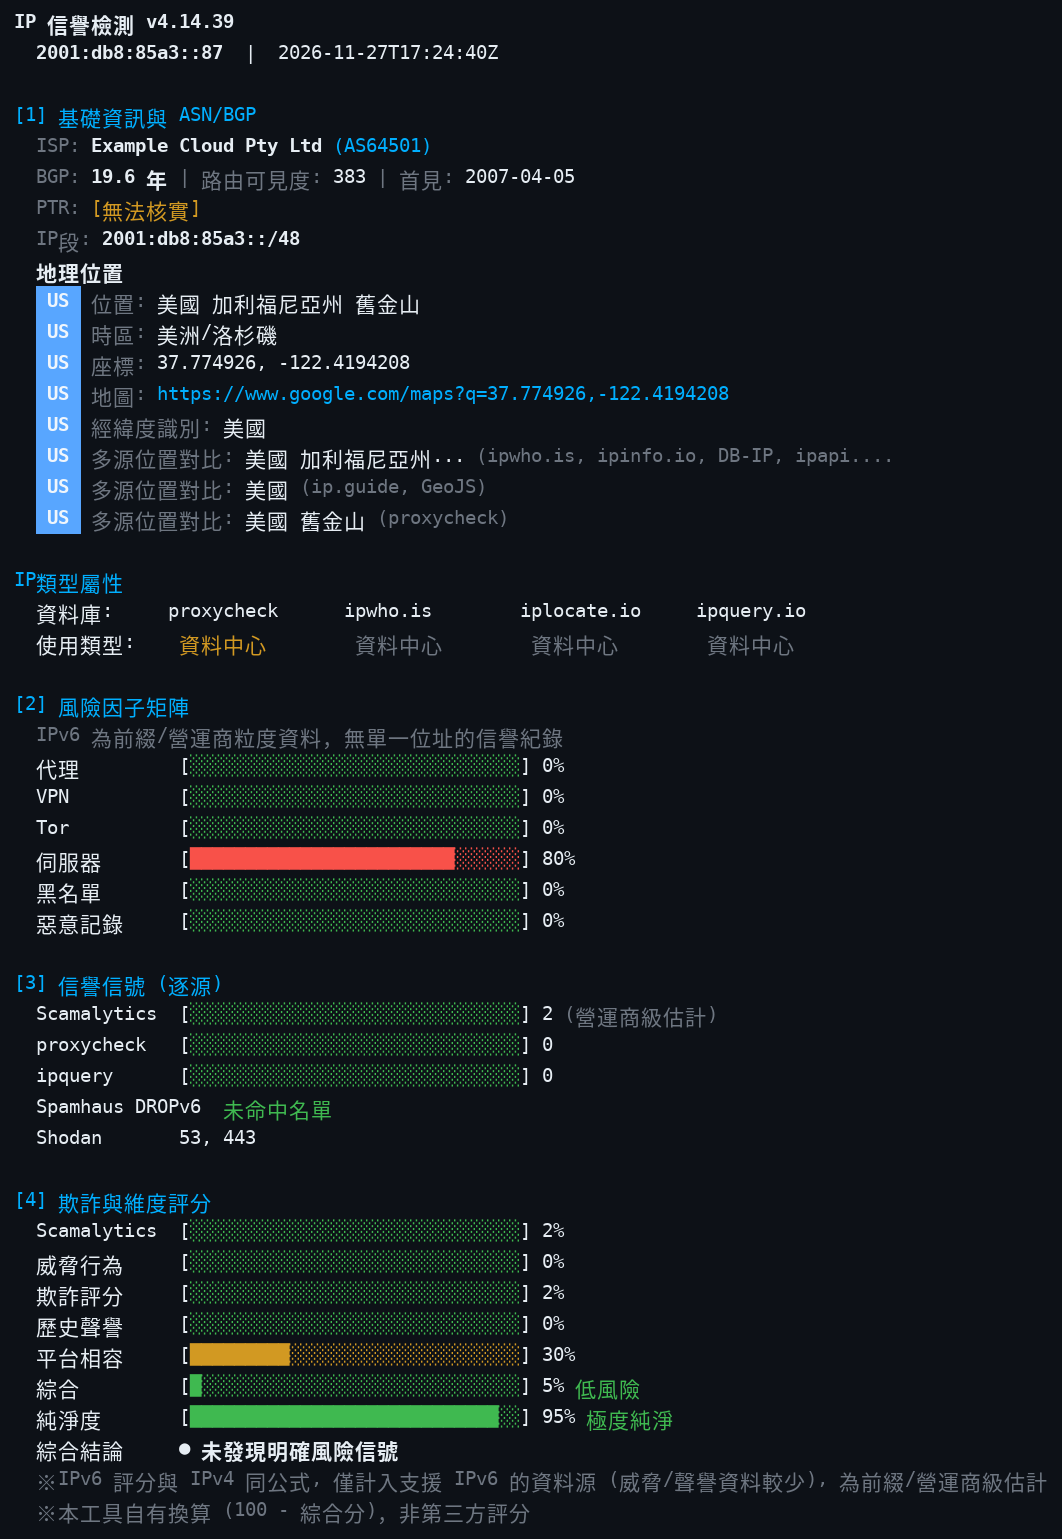 IP 信譽檢測 v4.14.39
2001:db8:85a3::87 | 2026-11-27T17:24:40Z
[1] 基礎資訊與 ASN/BGP
ISP: Example Cloud Pty Ltd (AS64501)
BGP: 19.6 年 | 路由可見度: 383 | 首見: 2007-04-05
PTR: [無法核實]
IP段: 2001:db8:85a3::/48
地理位置
US 位置: 美國 加利福尼亞州 舊金山
US 時區: 美洲/洛杉磯
US 座標: 37.774926, -122.4194208
US 地圖: https://www.google.com/maps?q=37.774926,-122.4194208
US 經緯度識別: 美國
US 多源位置對比: 美國 加利福尼亞州... (ipwho.is, ipinfo.io, DB-IP, ipapi....
US 多源位置對比: 美國 (ip.guide, GeoJS)
US 多源位置對比: 美國 舊金山 (proxycheck)
IP類型屬性
資料庫: proxycheck ipwho.is iplocate.io ipquery.io
使用類型: 資料中心 資料中心 資料中心 資料中心
[2] 風險因子矩陣
IPv6 為前綴/營運商粒度資料，無單一位址的信譽紀錄
代理 [░░░░░░░░░░░░░░░░░░░░░░░░░░░░░░] 0%
VPN [░░░░░░░░░░░░░░░░░░░░░░░░░░░░░░] 0%
Tor [░░░░░░░░░░░░░░░░░░░░░░░░░░░░░░] 0%
伺服器 [████████████████████████░░░░░░] 80%
黑名單 [░░░░░░░░░░░░░░░░░░░░░░░░░░░░░░] 0%
惡意記錄 [░░░░░░░░░░░░░░░░░░░░░░░░░░░░░░] 0%
[3] 信譽信號 (逐源)
Scamalytics [░░░░░░░░░░░░░░░░░░░░░░░░░░░░░░] 2 (營運商級估計)
proxycheck [░░░░░░░░░░░░░░░░░░░░░░░░░░░░░░] 0
ipquery [░░░░░░░░░░░░░░░░░░░░░░░░░░░░░░] 0
Spamhaus DROPv6 未命中名單
Shodan 53, 443
[4] 欺詐與維度評分
Scamalytics [░░░░░░░░░░░░░░░░░░░░░░░░░░░░░░] 2%
威脅行為 [░░░░░░░░░░░░░░░░░░░░░░░░░░░░░░] 0%
欺詐評分 [░░░░░░░░░░░░░░░░░░░░░░░░░░░░░░] 2%
歷史聲譽 [░░░░░░░░░░░░░░░░░░░░░░░░░░░░░░] 0%
平台相容 [█████████░░░░░░░░░░░░░░░░░░░░░] 30%
綜合 [█░░░░░░░░░░░░░░░░░░░░░░░░░░░░░] 5% 低風險
純淨度 [████████████████████████████░░] 95% 極度純淨
綜合結論 ● 未發現明確風險信號
※IPv6 評分與 IPv4 同公式, 僅計入支援 IPv6 的資料源 (威脅/聲譽資料較少), 為前綴/營運商級估計
※本工具自有換算 (100 - 綜合分)，非第三方評分